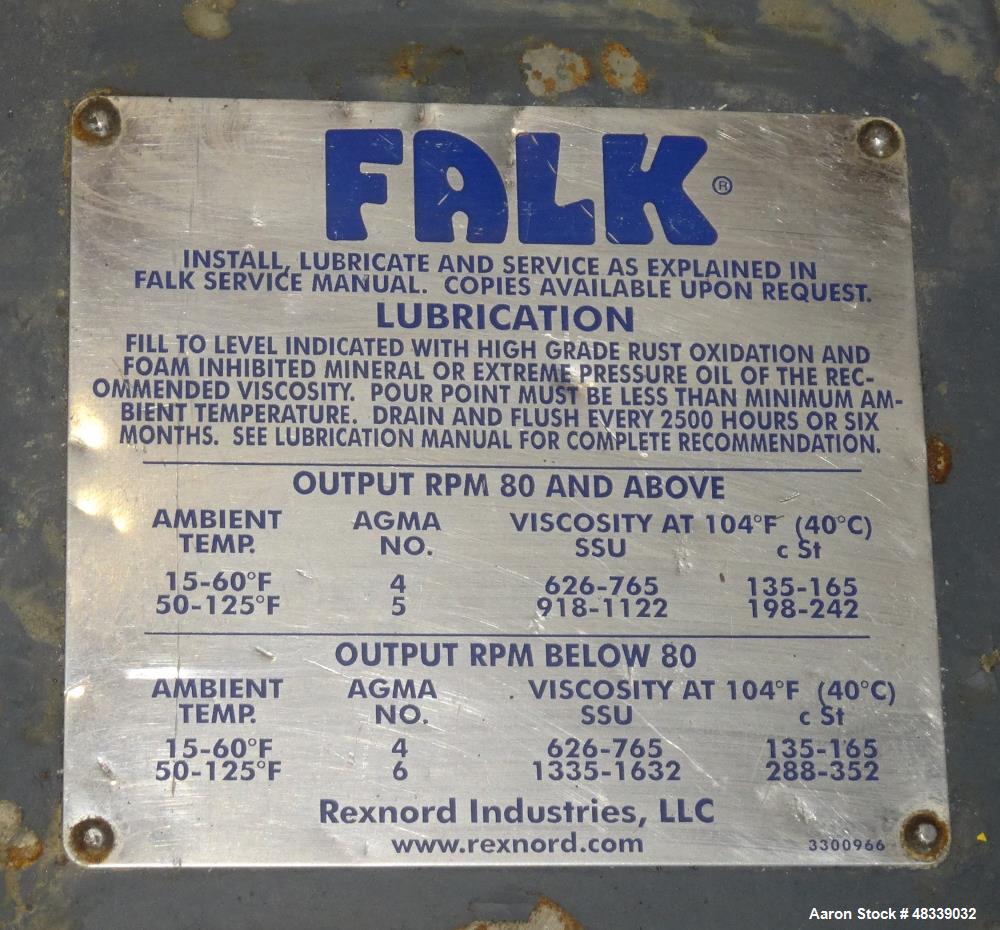 FALK®
INSTALL, LUBRICATE AND SERVICE AS EXPLAINED IN
FALK SERVICE MANUAL. COPIES AVAILABLE UPON REQUEST.
LUBRICATION
FILL TO LEVEL INDICATED WITH HIGH GRADE RUST OXIDATION AND
FOAM INHIBITED MINERAL OR EXTREME PRESSURE OIL OF THE REC-
OMMENDED VISCOSITY. POUR POINT MUST BE LESS THAN MINIMUM AM-
BIENT TEMPERATURE. DRAIN AND FLUSH EVERY 2500 HOURS OR SIX
MONTHS. SEE LUBRICATION MANUAL FOR COMPLETE RECOMMENDATION.
OUTPUT RPM 80 AND ABOVE
AMBIENT AGMA VISCOSITY AT 104°F (40°C)
TEMP. NO. SSU c St
15-60°F 4 626-765 135-165
50-125°F 5 918-1122 198-242
OUTPUT RPM BELOW 80
AMBIENT AGMA VISCOSITY AT 104°F (40°C)
TEMP. NO. SSU c St
15-60°F 4 626-765 135-165
50-125°F 6 1335-1632 288-352
Rexnord Industries, LLC
www.rexnord.com 3300966
Aaron Stock # 48339032